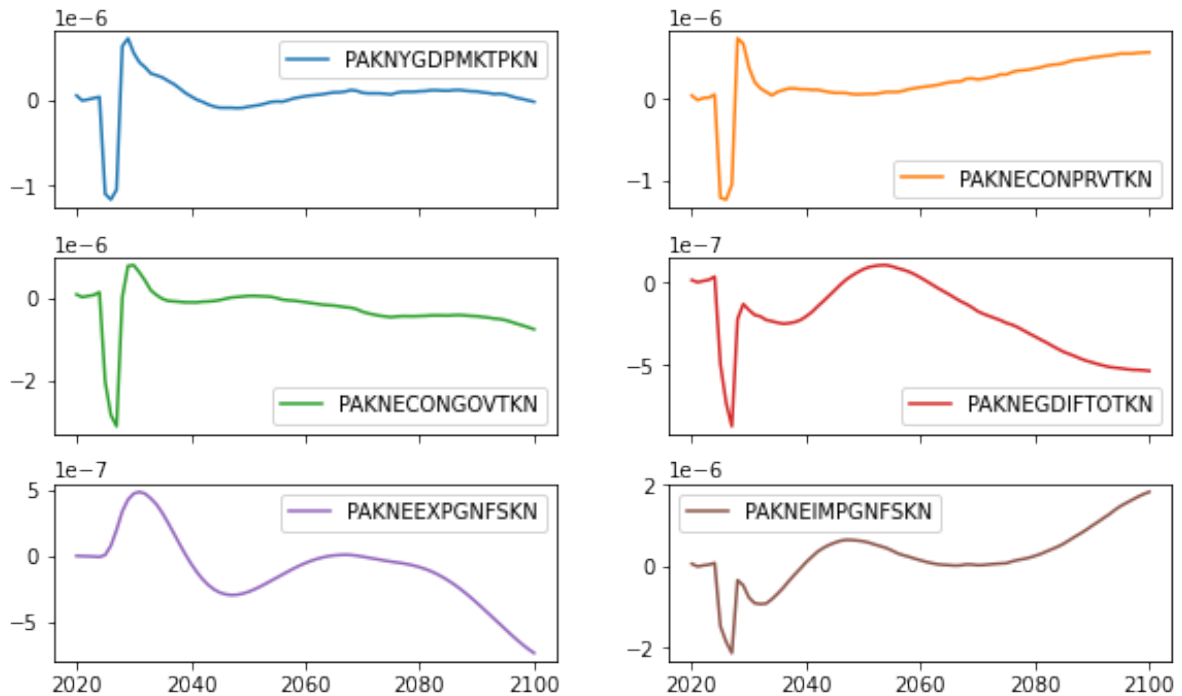 1e−6
PAKNYGDPMKTPKN
0
−1
1e−6
0
−1
PAKNECONPRVTKN
1e−6
0
−2
PAKNECONGOVTKN
1e−7
0
−5
PAKNEGDIFTOTKN
1e−7
5
PAKNEEXPGNFSKN
0
−5
2020 2040 2060 2080 2100
1e−6
2
PAKNEIMPGNFSKN
0
−2
2020 2040 2060 2080 2100